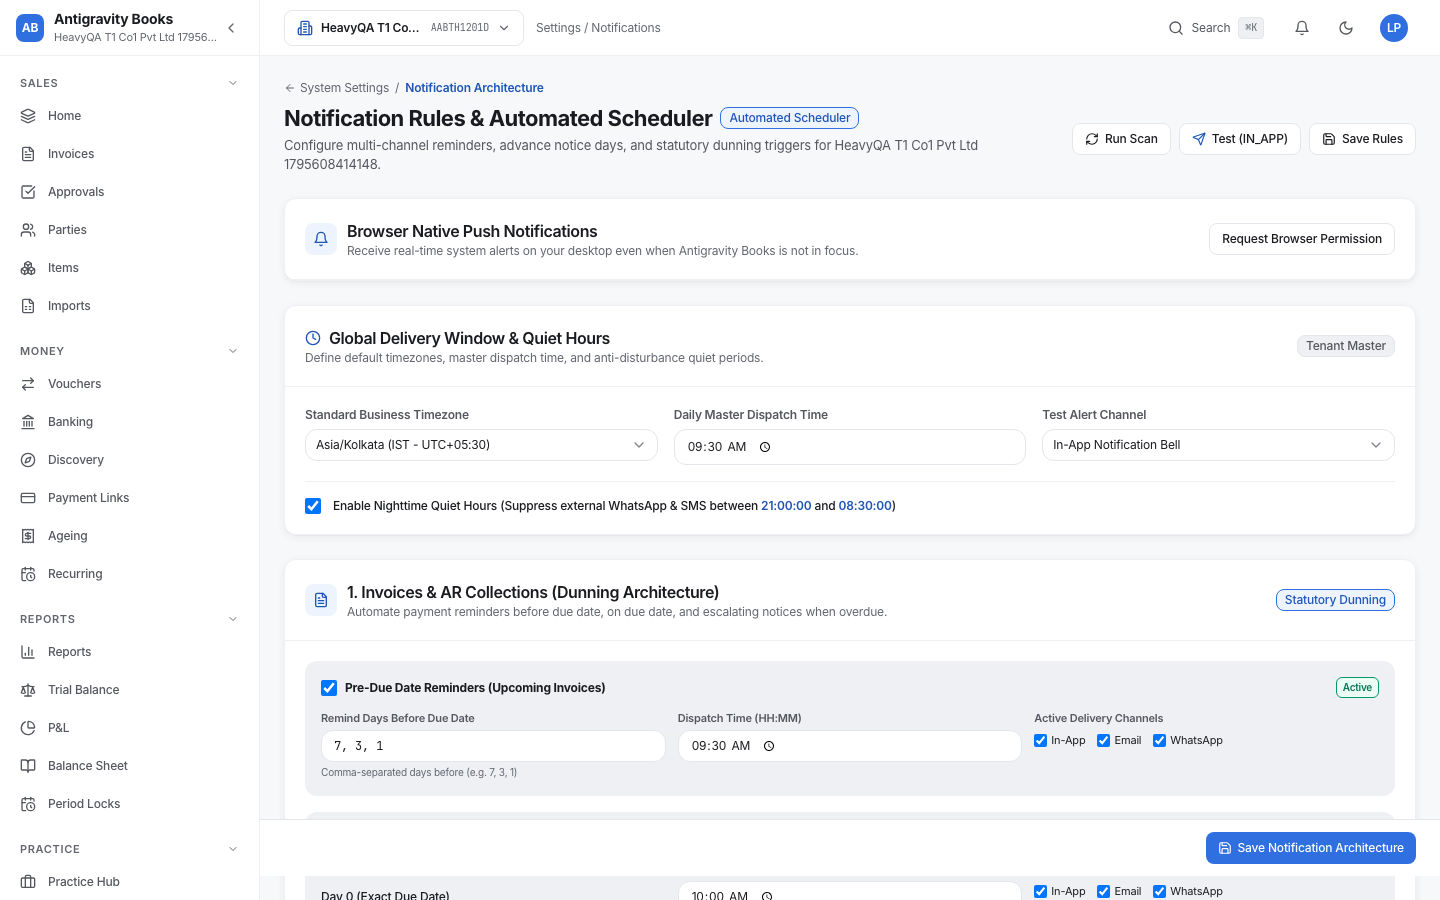 AB
Antigravity Books
HeavyQA T1 Co1 Pvt Ltd 17956...
HeavyQA T1 Co... AABTH1201D
Settings / Notifications
Search ⌘K
LP
SALES
Home
Invoices
Approvals
Parties
Items
Imports
MONEY
Vouchers
Banking
Discovery
Payment Links
Ageing
Recurring
REPORTS
Reports
Trial Balance
P&L
Balance Sheet
Period Locks
PRACTICE
Practice Hub
← System Settings / Notification Architecture
Notification Rules & Automated Scheduler Automated Scheduler
Configure multi-channel reminders, advance notice days, and statutory dunning triggers for HeavyQA T1 Co1 Pvt Ltd
1795608414148.
Run Scan
Test (IN_APP)
Save Rules
Browser Native Push Notifications
Receive real-time system alerts on your desktop even when Antigravity Books is not in focus.
Request Browser Permission
Global Delivery Window & Quiet Hours
Define default timezones, master dispatch time, and anti-disturbance quiet periods.
Tenant Master
Standard Business Timezone
Asia/Kolkata (IST - UTC+05:30)
Daily Master Dispatch Time
09:30 AM
Test Alert Channel
In-App Notification Bell
Enable Nighttime Quiet Hours (Suppress external WhatsApp & SMS between 21:00:00 and 08:30:00)
1. Invoices & AR Collections (Dunning Architecture)
Automate payment reminders before due date, on due date, and escalating notices when overdue.
Statutory Dunning
Pre-Due Date Reminders (Upcoming Invoices)
Active
Remind Days Before Due Date
7, 3, 1
Comma-separated days before (e.g. 7, 3, 1)
Dispatch Time (HH:MM)
09:30 AM
Active Delivery Channels
In-App Email WhatsApp
Save Notification Architecture
Day 0 (Exact Due Date)
10:00 AM
In-App Email WhatsApp